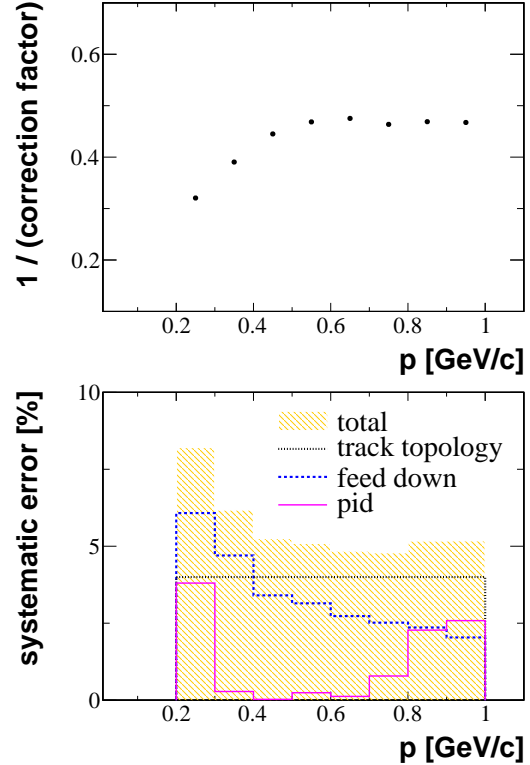 1 / (correction factor)
0.6
0.4
0.2
0.2 0.4 0.6 0.8 1
p [GeV/c]
systematic error [%]
10
5
0
total
track topology
feed down
pid
0.2 0.4 0.6 0.8 1
p [GeV/c]